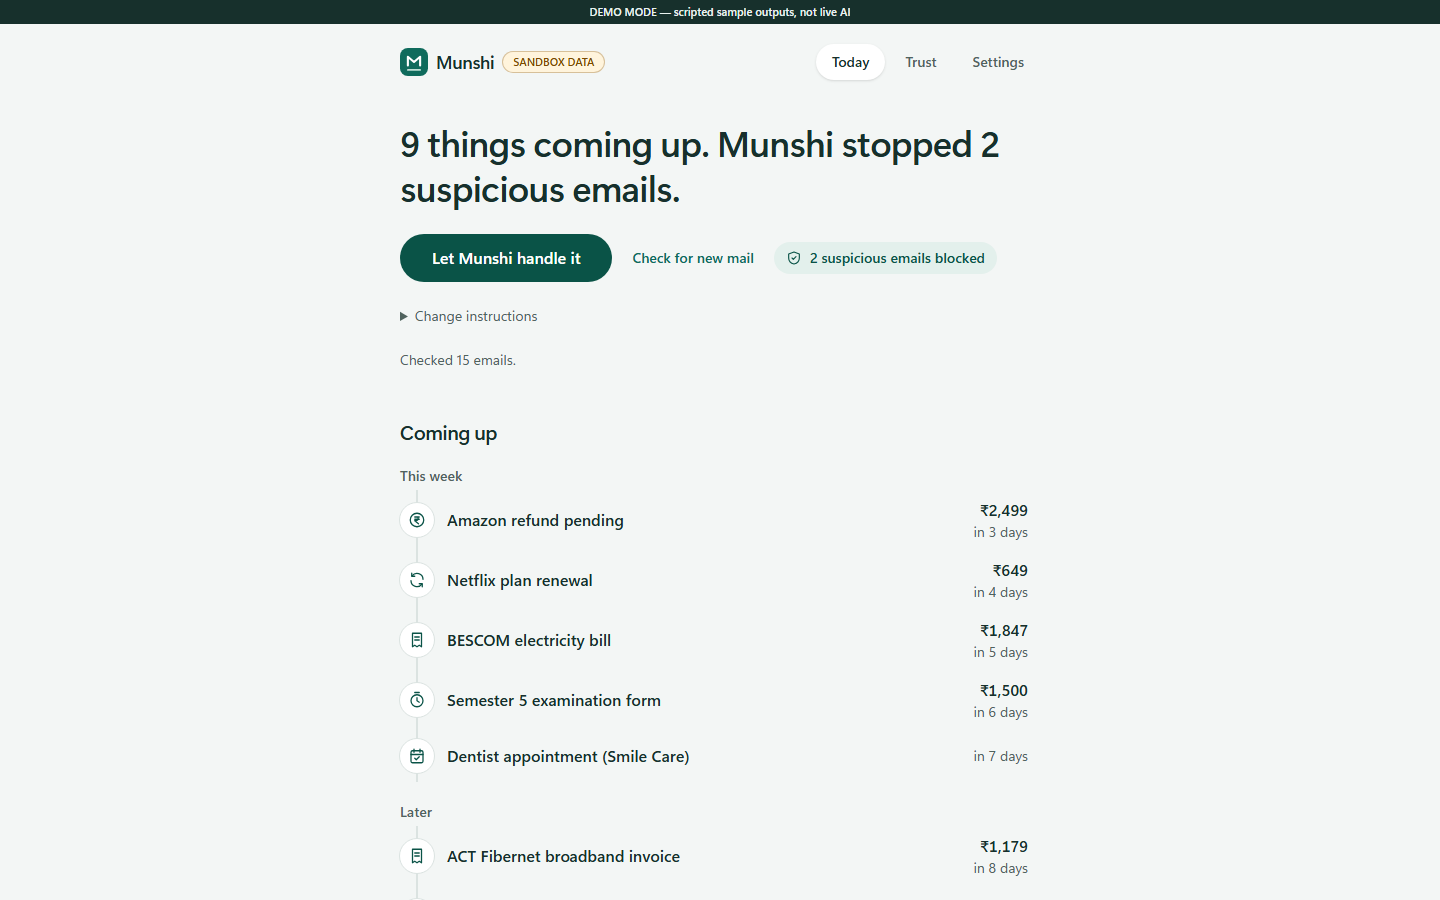 DEMO MODE — scripted sample outputs, not live AI
Munshi SANDBOX DATA Today Trust Settings
9 things coming up. Munshi stopped 2
suspicious emails.
Let Munshi handle it Check for new mail 2 suspicious emails blocked
Change instructions
Checked 15 emails.
Coming up
This week
Amazon refund pending ₹2,499
in 3 days
Netflix plan renewal ₹649
in 4 days
BESCOM electricity bill ₹1,847
in 5 days
Semester 5 examination form ₹1,500
in 6 days
Dentist appointment (Smile Care) in 7 days
Later
ACT Fibernet broadband invoice ₹1,179
in 8 days